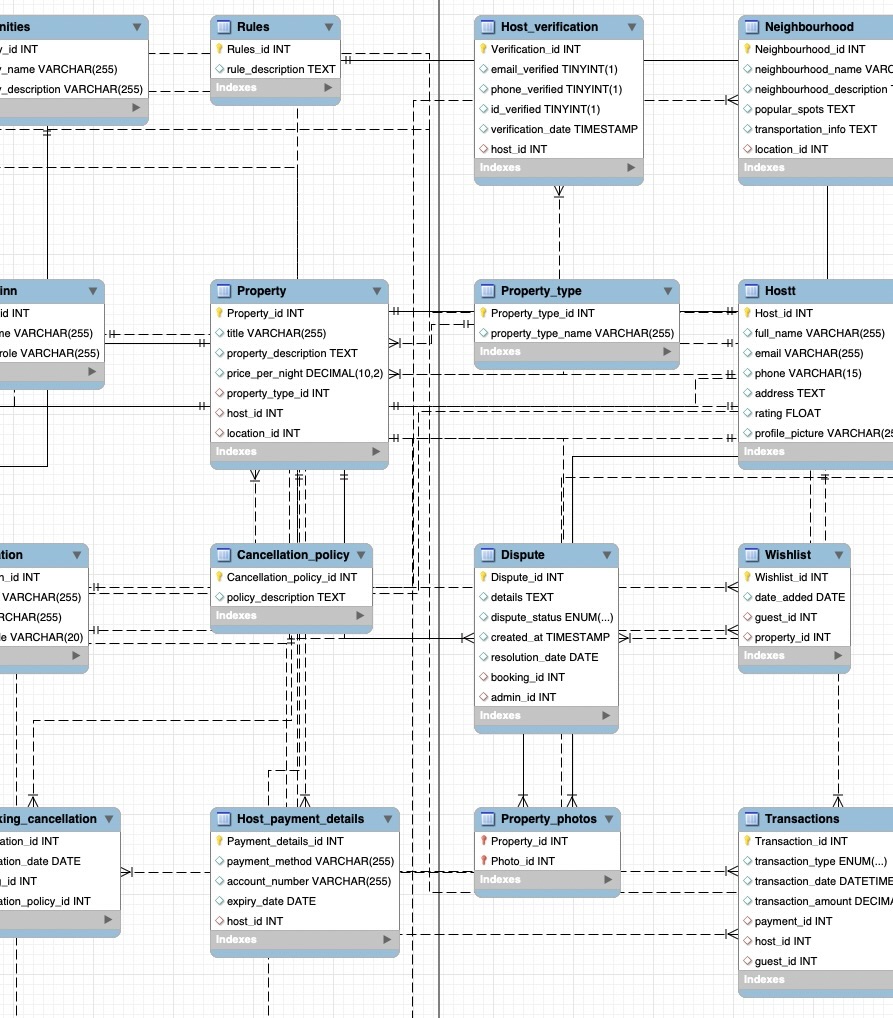 nities
y_id INT
y_name VARCHAR(255)
y_description VARCHAR(255)
Rules
Rules_id INT
rule_description TEXT
Indexes
Host_verification
Verification_id INT
email_verified TINYINT(1)
phone_verified TINYINT(1)
id_verified TINYINT(1)
verification_date TIMESTAMP
host_id INT
Indexes
Neighbourhood
Neighbourhood_id INT
neighbourhood_name VARC
neighbourhood_description T
popular_spots TEXT
transportation_info TEXT
location_id INT
Indexes
inn
id INT
me VARCHAR(255)
role VARCHAR(255)
Property
Property_id INT
title VARCHAR(255)
property_description TEXT
price_per_night DECIMAL(10,2)
property_type_id INT
host_id INT
location_id INT
Indexes
Property_type
Property_type_id INT
property_type_name VARCHAR(255)
Indexes
Hostt
Host_id INT
full_name VARCHAR(255)
email VARCHAR(255)
phone VARCHAR(15)
address TEXT
rating FLOAT
profile_picture VARCHAR(25
Indexes
ation
n_id INT
VARCHAR(255)
RCHAR(255)
le VARCHAR(20)
Cancellation_policy
Cancellation_policy_id INT
policy_description TEXT
Indexes
Dispute
Dispute_id INT
details TEXT
dispute_status ENUM(...)
created_at TIMESTAMP
resolution_date DATE
booking_id INT
admin_id INT
Indexes
Wishlist
Wishlist_id INT
date_added DATE
guest_id INT
property_id INT
Indexes
king_cancellation
ation_id INT
ation_date DATE
g_id INT
ation_policy_id INT
Host_payment_details
Payment_details_id INT
payment_method VARCHAR(255)
account_number VARCHAR(255)
expiry_date DATE
host_id INT
Indexes
Property_photos
Property_id INT
Photo_id INT
Indexes
Transactions
Transaction_id INT
transaction_type ENUM(...)
transaction_date DATETIME
transaction_amount DECIMA
payment_id INT
host_id INT
guest_id INT
Indexes